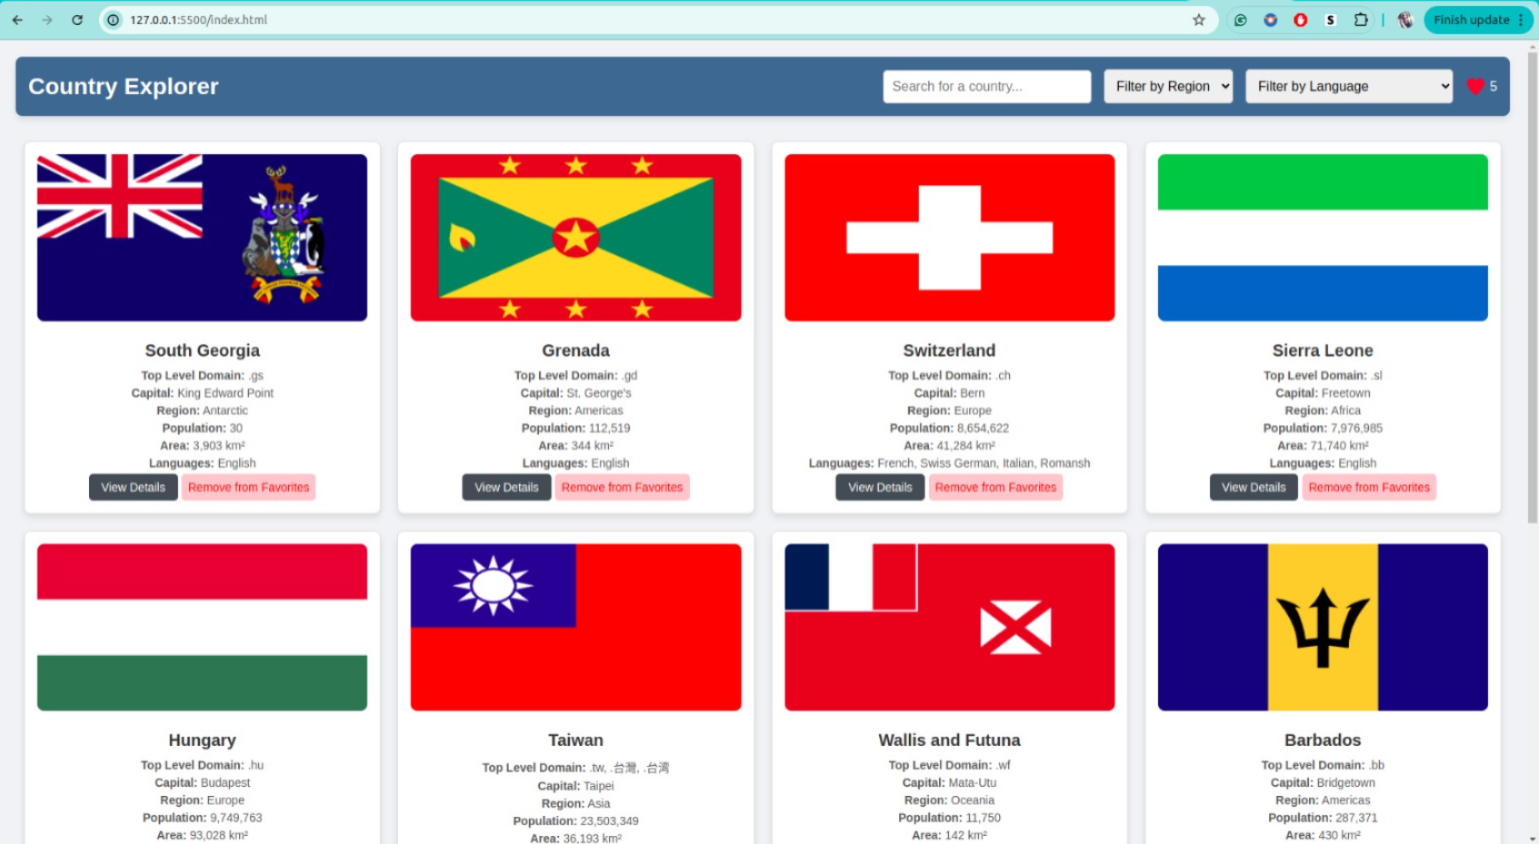 127.0.0.1:5500/index.html
Finish update
Country Explorer
Search for a country...
Filter by Region
Filter by Language
5
South Georgia
Top Level Domain: .gs
Capital: King Edward Point
Region: Antarctic
Population: 30
Area: 3,903 km²
Languages: English
View Details
Remove from Favorites
Grenada
Top Level Domain: .gd
Capital: St. George's
Region: Americas
Population: 112,519
Area: 344 km²
Languages: English
View Details
Remove from Favorites
Switzerland
Top Level Domain: .ch
Capital: Bern
Region: Europe
Population: 8,654,622
Area: 41,284 km²
Languages: French, Swiss German, Italian, Romansh
View Details
Remove from Favorites
Sierra Leone
Top Level Domain: .sl
Capital: Freetown
Region: Africa
Population: 7,976,985
Area: 71,740 km²
Languages: English
View Details
Remove from Favorites
Hungary
Top Level Domain: .hu
Capital: Budapest
Region: Europe
Population: 9,749,763
Area: 93,028 km²
Taiwan
Top Level Domain: .tw, .台灣, .台湾
Capital: Taipei
Region: Asia
Population: 23,503,349
Area: 36,193 km²
Wallis and Futuna
Top Level Domain: .wf
Capital: Mata-Utu
Region: Oceania
Population: 11,750
Area: 142 km²
Barbados
Top Level Domain: .bb
Capital: Bridgetown
Region: Americas
Population: 287,371
Area: 430 km²